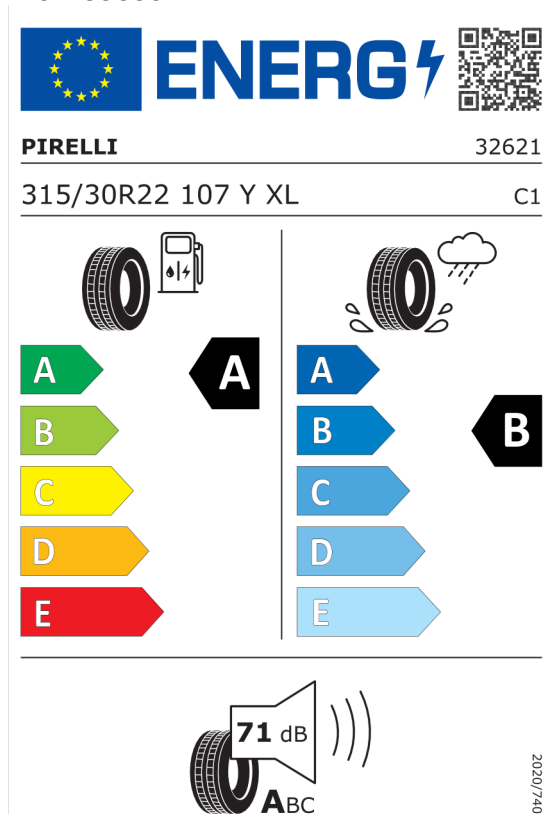 ENERG
PIRELLI 32621
315/30R22 107 Y XL C1
A A A
B B B
C C
D D
E E
71 dB
ABC
2020/740